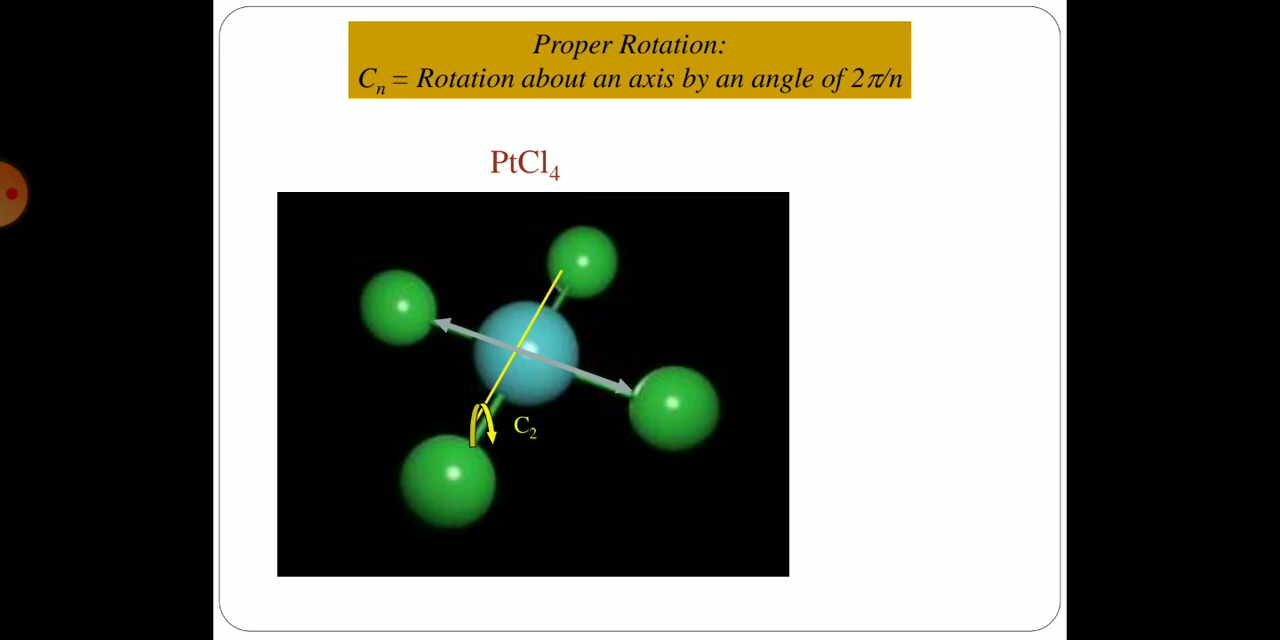 Proper Rotation:
Cₙ = Rotation about an axis by an angle of 2π/n
PtCl₄
C₂